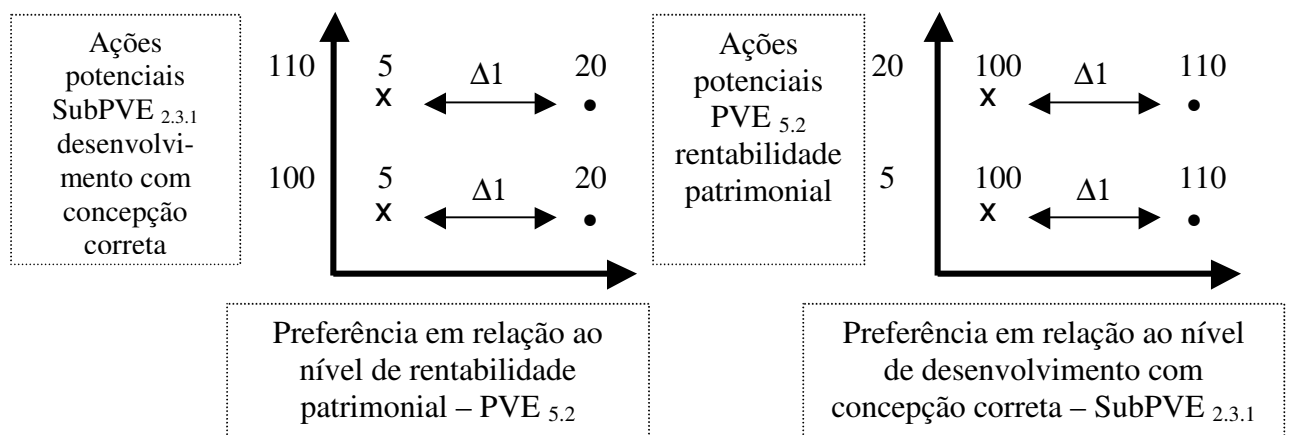 Ações
potenciais
SubPVE 2.3.1
desenvolvi-
mento com
concepção
correta
110 5 Δ1 20
x
100 5 Δ1 20
x
Preferência em relação ao
nível de rentabilidade
patrimonial – PVE 5.2
Ações
potenciais
PVE 5.2
rentabilidade
patrimonial
20 100 Δ1 110
x
5 100 Δ1 110
x
Preferência em relação ao nível
de desenvolvimento com
concepção correta – SubPVE 2.3.1